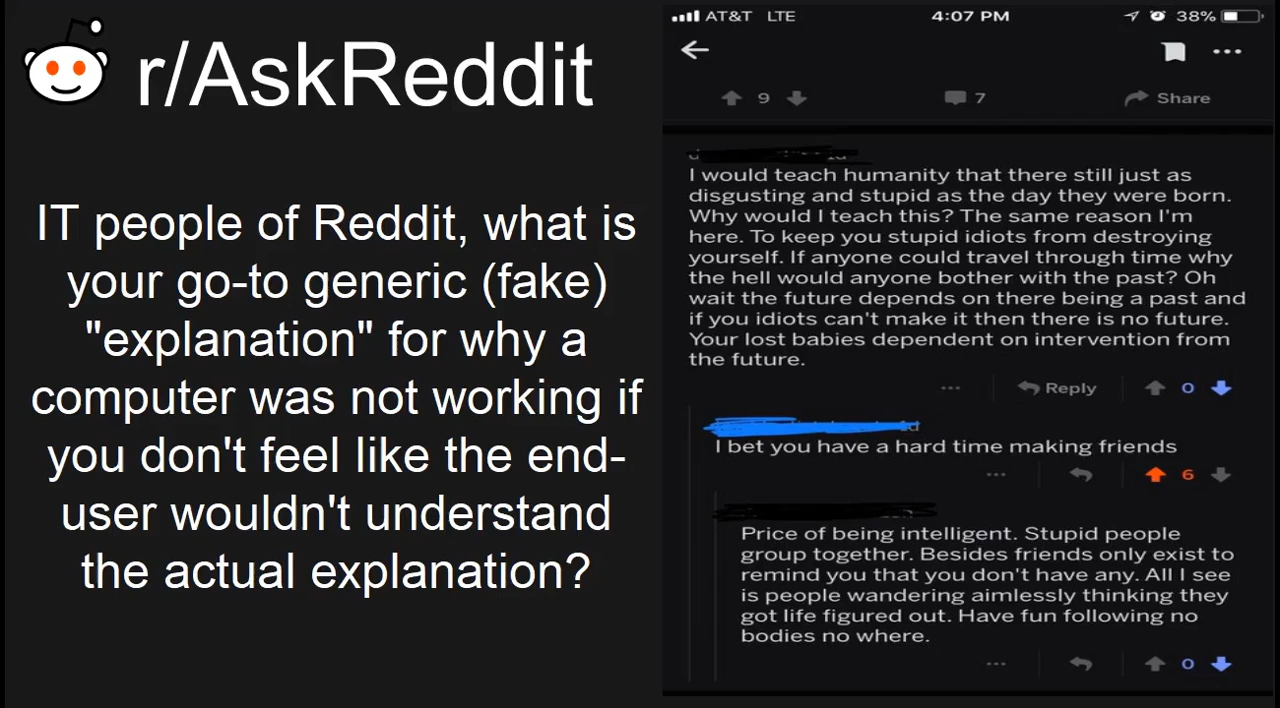 r/AskReddit
IT people of Reddit, what is
your go-to generic (fake)
"explanation" for why a
computer was not working if
you don't feel like the end-
user wouldn't understand
the actual explanation?
AT&T LTE 4:07 PM 38%
9 7 Share
I would teach humanity that there still just as
disgusting and stupid as the day they were born.
Why would I teach this? The same reason I'm
here. To keep you stupid idiots from destroying
yourself. If anyone could travel through time why
the hell would anyone bother with the past? Oh
wait the future depends on there being a past and
if you idiots can't make it then there is no future.
Your lost babies dependent on intervention from
the future.
... Reply 0
I bet you have a hard time making friends
... 6
Price of being intelligent. Stupid people
group together. Besides friends only exist to
remind you that you don't have any. All I see
is people wandering aimlessly thinking they
got life figured out. Have fun following no
bodies no where.
... 0